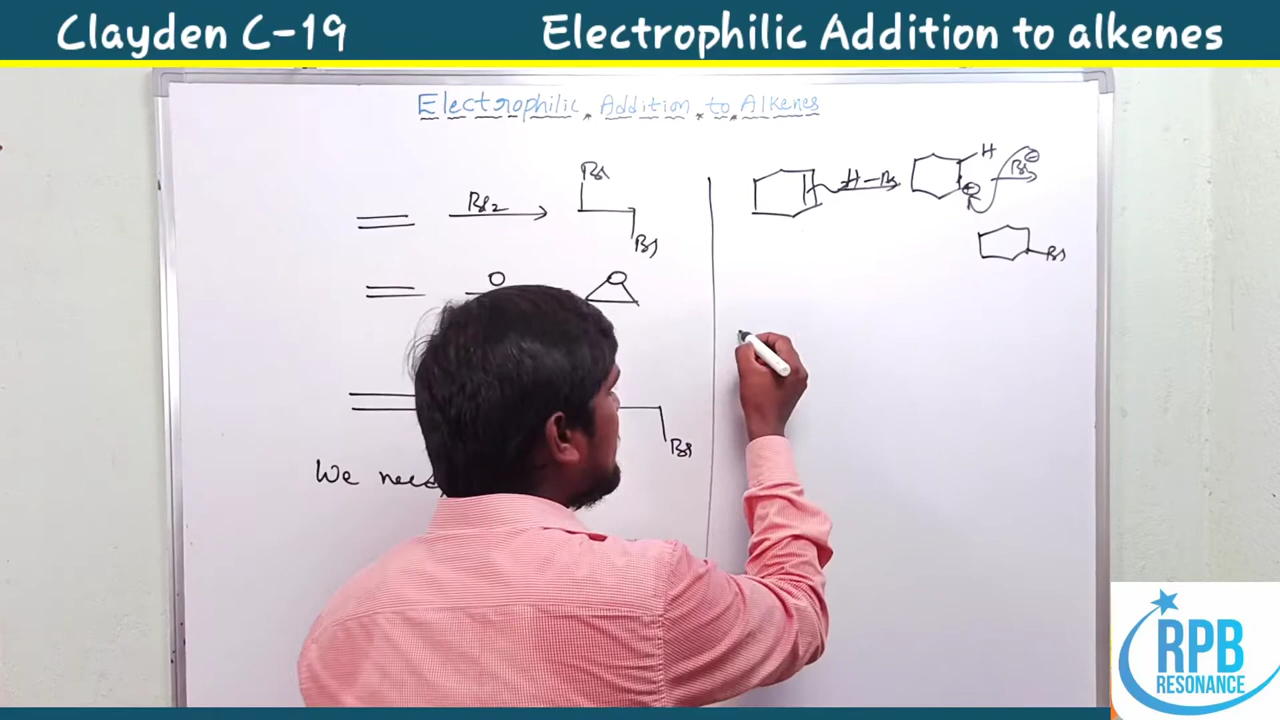 Clayden C-19
Electrophilic Addition to alkenes
Electrophilic Addition to Alkenes
Br
Br2
Br
O
O
Br
We need
H
H-Br
⊖
Br
⊕
Br
RPB
RESONANCE